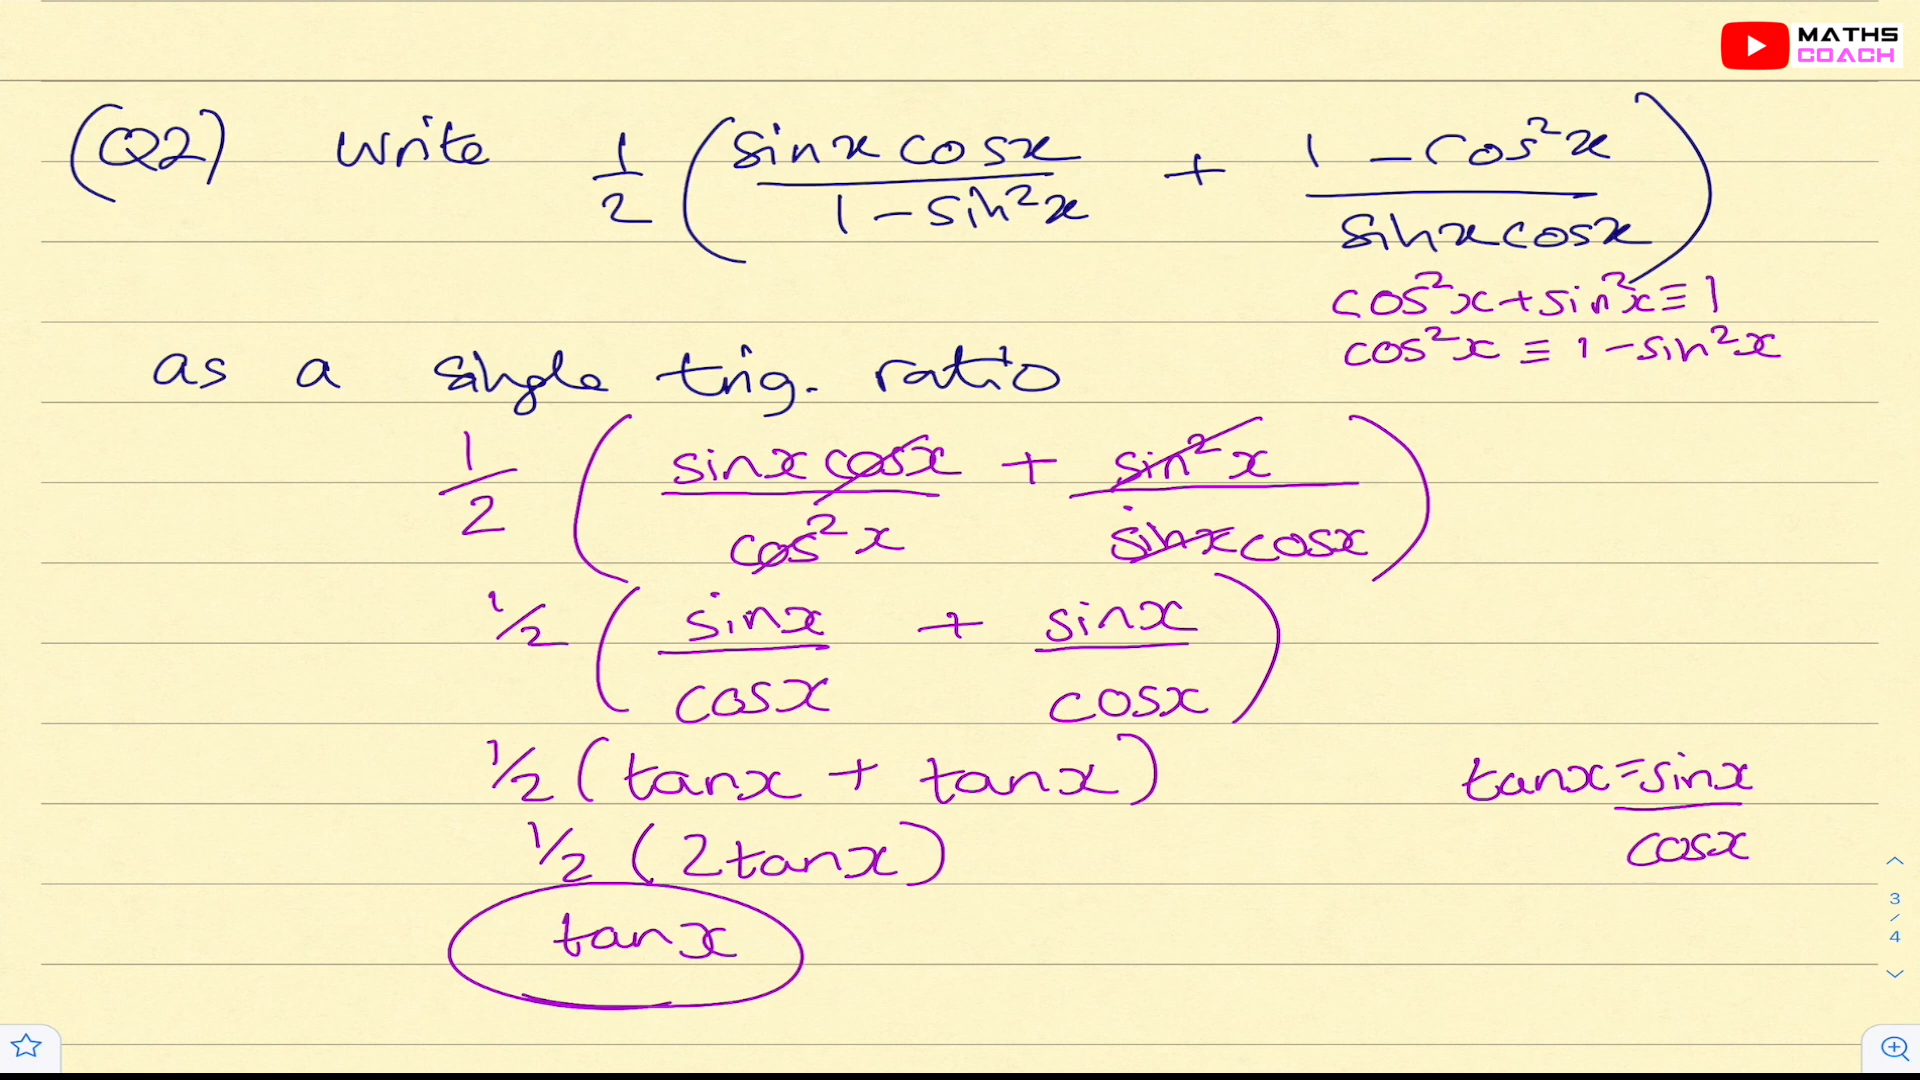 MATHS
COACH
(Q2) write 1/2 (sinx cosx / 1 - sin²x + 1 - cos²x / sinx cosx)
cos²x + sin²x ≡ 1
cos²x ≡ 1 - sin²x
as a single trig. ratio
1/2 (sinx cosx / cos²x + sin²x / sinx cosx)
1/2 (sinx / cosx + sinx / cosx)
1/2 (tanx + tanx)
tanx = sinx / cosx
1/2 (2tanx)
tanx
3
/
4